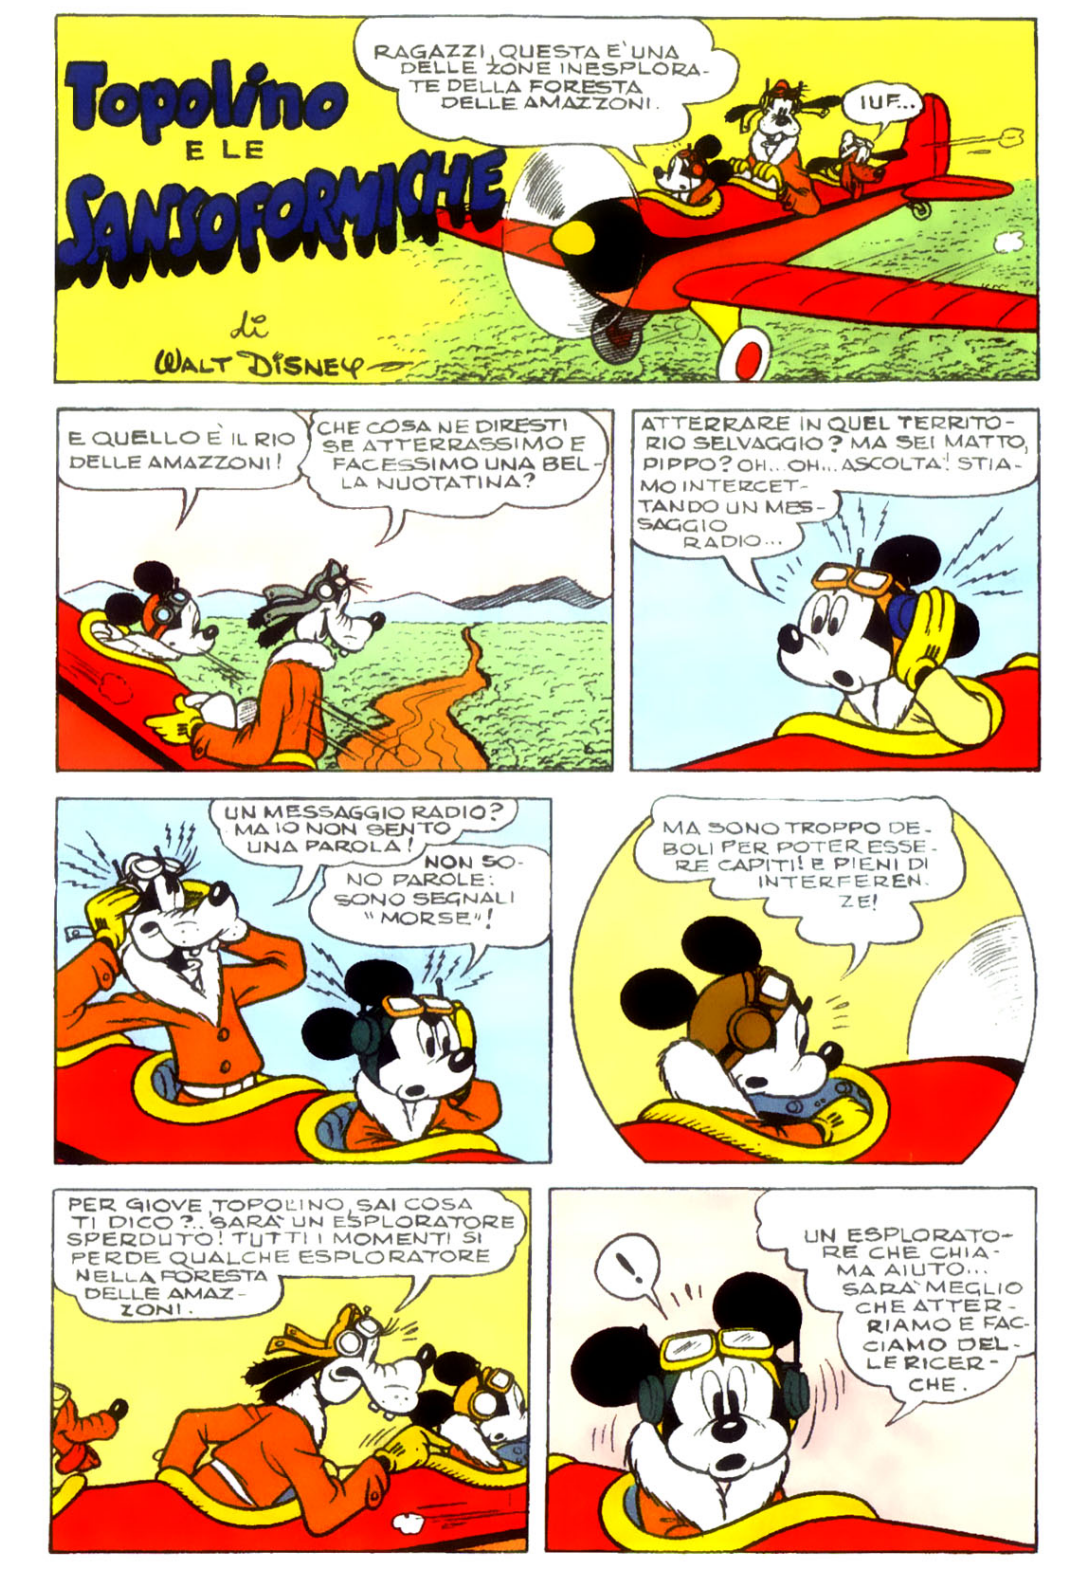 Topolino
E LE
SANSOFORMICHE
di
WALT DISNEY
RAGAZZI, QUESTA E' UNA
DELLE ZONE INESPLORA-
TE DELLA FORESTA
DELLE AMAZZONI.
IUF...
E QUELLO E' IL RIO
DELLE AMAZZONI!
CHE COSA NE DIRESTI
SE ATTERRASSIMO E
FACESSIMO UNA BEL-
LA NUOTATINA?
ATTERRARE IN QUEL TERRITO-
RIO SELVAGGIO? MA SEI MATTO,
PIPPO? OH... OH... ASCOLTA! STIA-
MO INTERCET-
TANDO UN MES-
SAGGIO
RADIO...
UN MESSAGGIO RADIO?
MA IO NON SENTO
UNA PAROLA!
NON SO-
NO PAROLE:
SONO SEGNALI
"MORSE"!
MA SONO TROPPO DE-
BOLI PER POTER ESSE-
RE CAPITI! E PIENI DI
INTERFEREN-
ZE!
PER GIOVE, TOPOLINO, SAI COSA
TI DICO?.. SARA' UN ESPLORATORE
SPERDUTO! TUTTI I MOMENTI SI
PERDE QUALCHE ESPLORATORE
NELLA FORESTA
DELLE AMAZ-
ZONI.
!
UN ESPLORATO-
RE CHE CHIA-
MA AIUTO...
SARA' MEGLIO
CHE ATTER-
RIAMO E FAC-
CIAMO DEL-
LE RICER-
CHE.